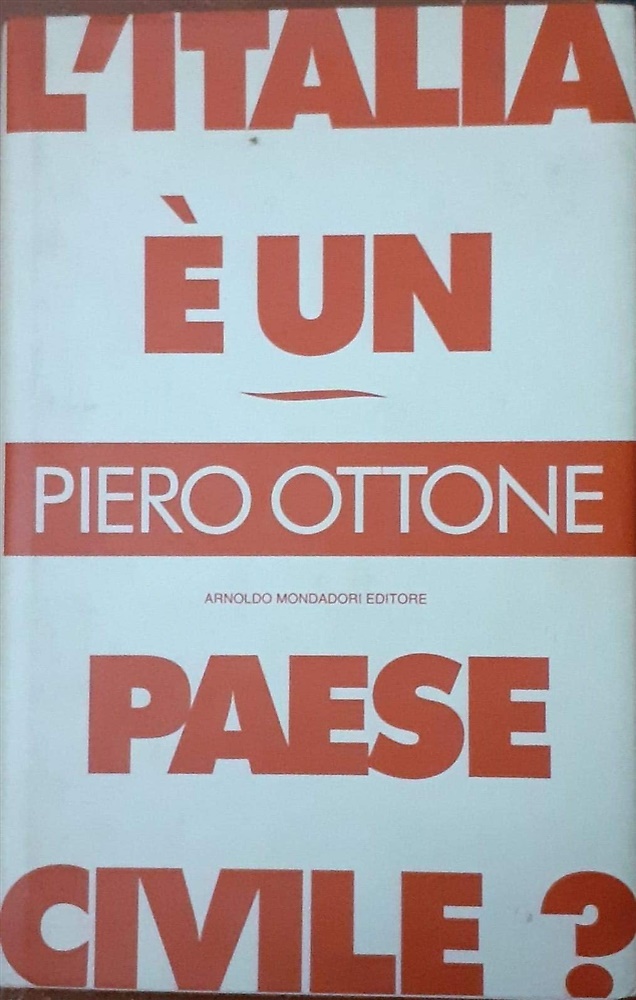 L'ITALIA
È UN
PIERO OTTONE
ARNOLDO MONDADORI EDITORE
PAESE
CIVILE ?